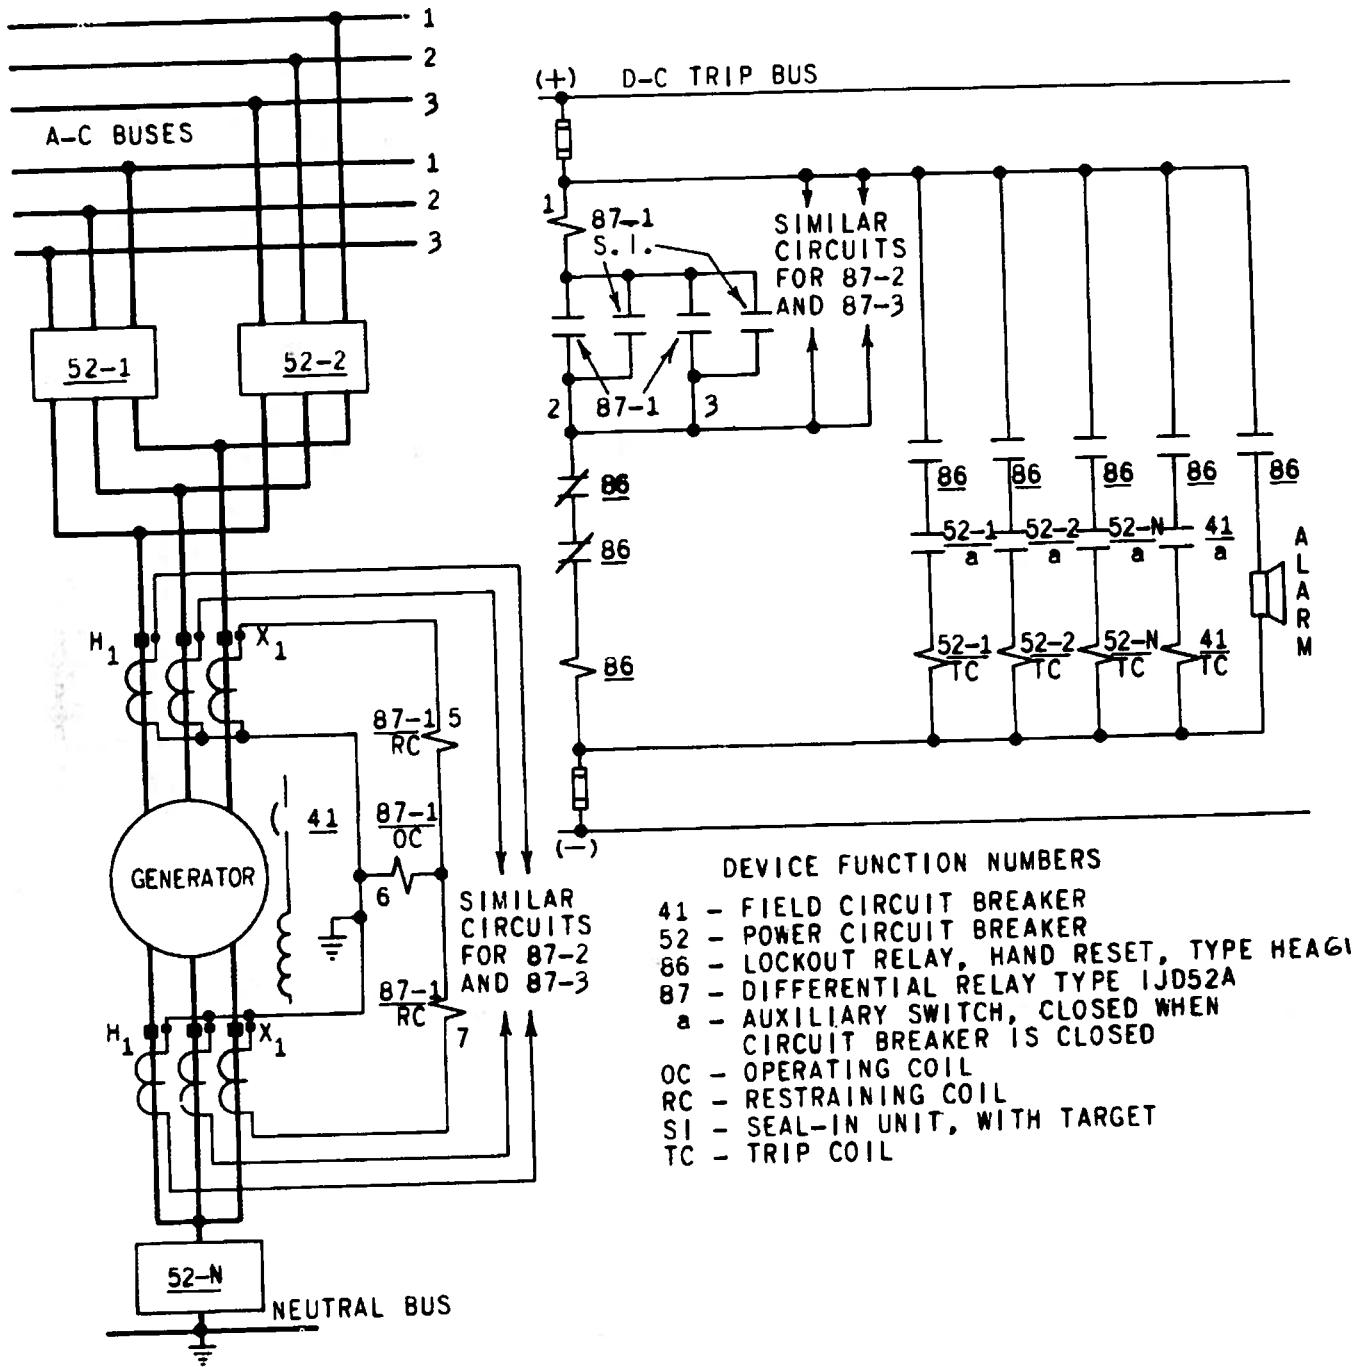 1
2
3
A-C BUSES
1
2
3
52-1
52-2
H1
X1
GENERATOR
41
87-1
RC
5
87-1
OC
6
87-1
RC
7
SIMILAR
CIRCUITS
FOR 87-2
AND 87-3
H1
X1
52-N
NEUTRAL BUS
(+) D-C TRIP BUS
1
87-1
S.I.
SIMILAR
CIRCUITS
FOR 87-2
AND 87-3
2
87-1
3
86
86
86
86
86
86
86
86
52-1
a
52-2
a
52-N
a
41
a
52-1
TC
52-2
TC
52-N
TC
41
TC
ALARM
(-)
DEVICE FUNCTION NUMBERS
41 - FIELD CIRCUIT BREAKER
52 - POWER CIRCUIT BREAKER
86 - LOCKOUT RELAY, HAND RESET, TYPE
87 - DIFFERENTIAL RELAY TYPE IJD52A
a - AUXILIARY SWITCH, CLOSED WHEN
CIRCUIT BREAKER IS CLOSED
OC - OPERATING COIL
RC - RESTRAINING COIL
SI - SEAL-IN UNIT, WITH TARGET
TC - TRIP COIL